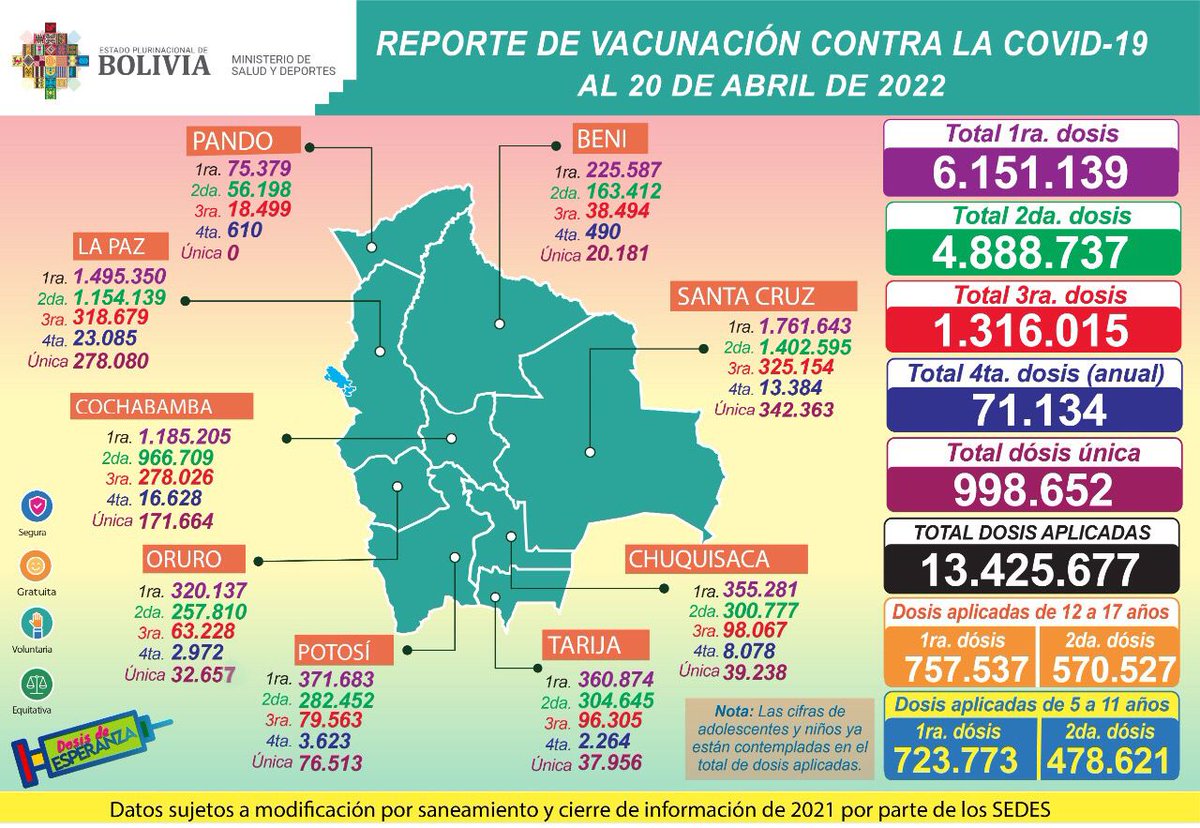 ESTADO PLURINACIONAL DE
BOLIVIA
MINISTERIO DE
SALUD Y DEPORTES
REPORTE DE VACUNACIÓN CONTRA LA COVID-19
AL 20 DE ABRIL DE 2022
PANDO
1ra. 75.379
2da. 56.198
3ra. 18.499
4ta. 610
Única 0
BENI
1ra. 225.587
2da. 163.412
3ra. 38.494
4ta. 490
Única 20.181
LA PAZ
1ra. 1.495.350
2da. 1.154.139
3ra. 318.679
4ta. 23.085
Única 278.080
SANTA CRUZ
1ra. 1.761.643
2da. 1.402.595
3ra. 325.154
4ta. 13.384
Única 342.363
COCHABAMBA
1ra. 1.185.205
2da. 966.709
3ra. 278.026
4ta. 16.628
Única 171.664
ORURO
1ra. 320.137
2da. 257.810
3ra. 63.228
4ta. 2.972
Única 32.657
CHUQUISACA
1ra. 355.281
2da. 300.777
3ra. 98.067
4ta. 8.078
Única 39.238
POTOSÍ
1ra. 371.683
2da. 282.452
3ra. 79.563
4ta. 3.623
Única 76.513
TARIJA
1ra. 360.874
2da. 304.645
3ra. 96.305
4ta. 2.264
Única 37.956
Total 1ra. dosis
6.151.139
Total 2da. dosis
4.888.737
Total 3ra. dosis
1.316.015
Total 4ta. dosis (anual)
71.134
Total dósis única
998.652
TOTAL DOSIS APLICADAS
13.425.677
Dosis aplicadas de 12 a 17 años
1ra. dósis 2da. dósis
757.537 570.527
Dosis aplicadas de 5 a 11 años
1ra. dósis 2da. dósis
723.773 478.621
Nota: Las cifras de
adolescentes y niños ya
están contempladas en el
total de dosis aplicadas.
Segura
Gratuita
Voluntaria
Equitativa
Dosis de
ESPERANZA
Datos sujetos a modificación por saneamiento y cierre de información de 2021 por parte de los SEDES